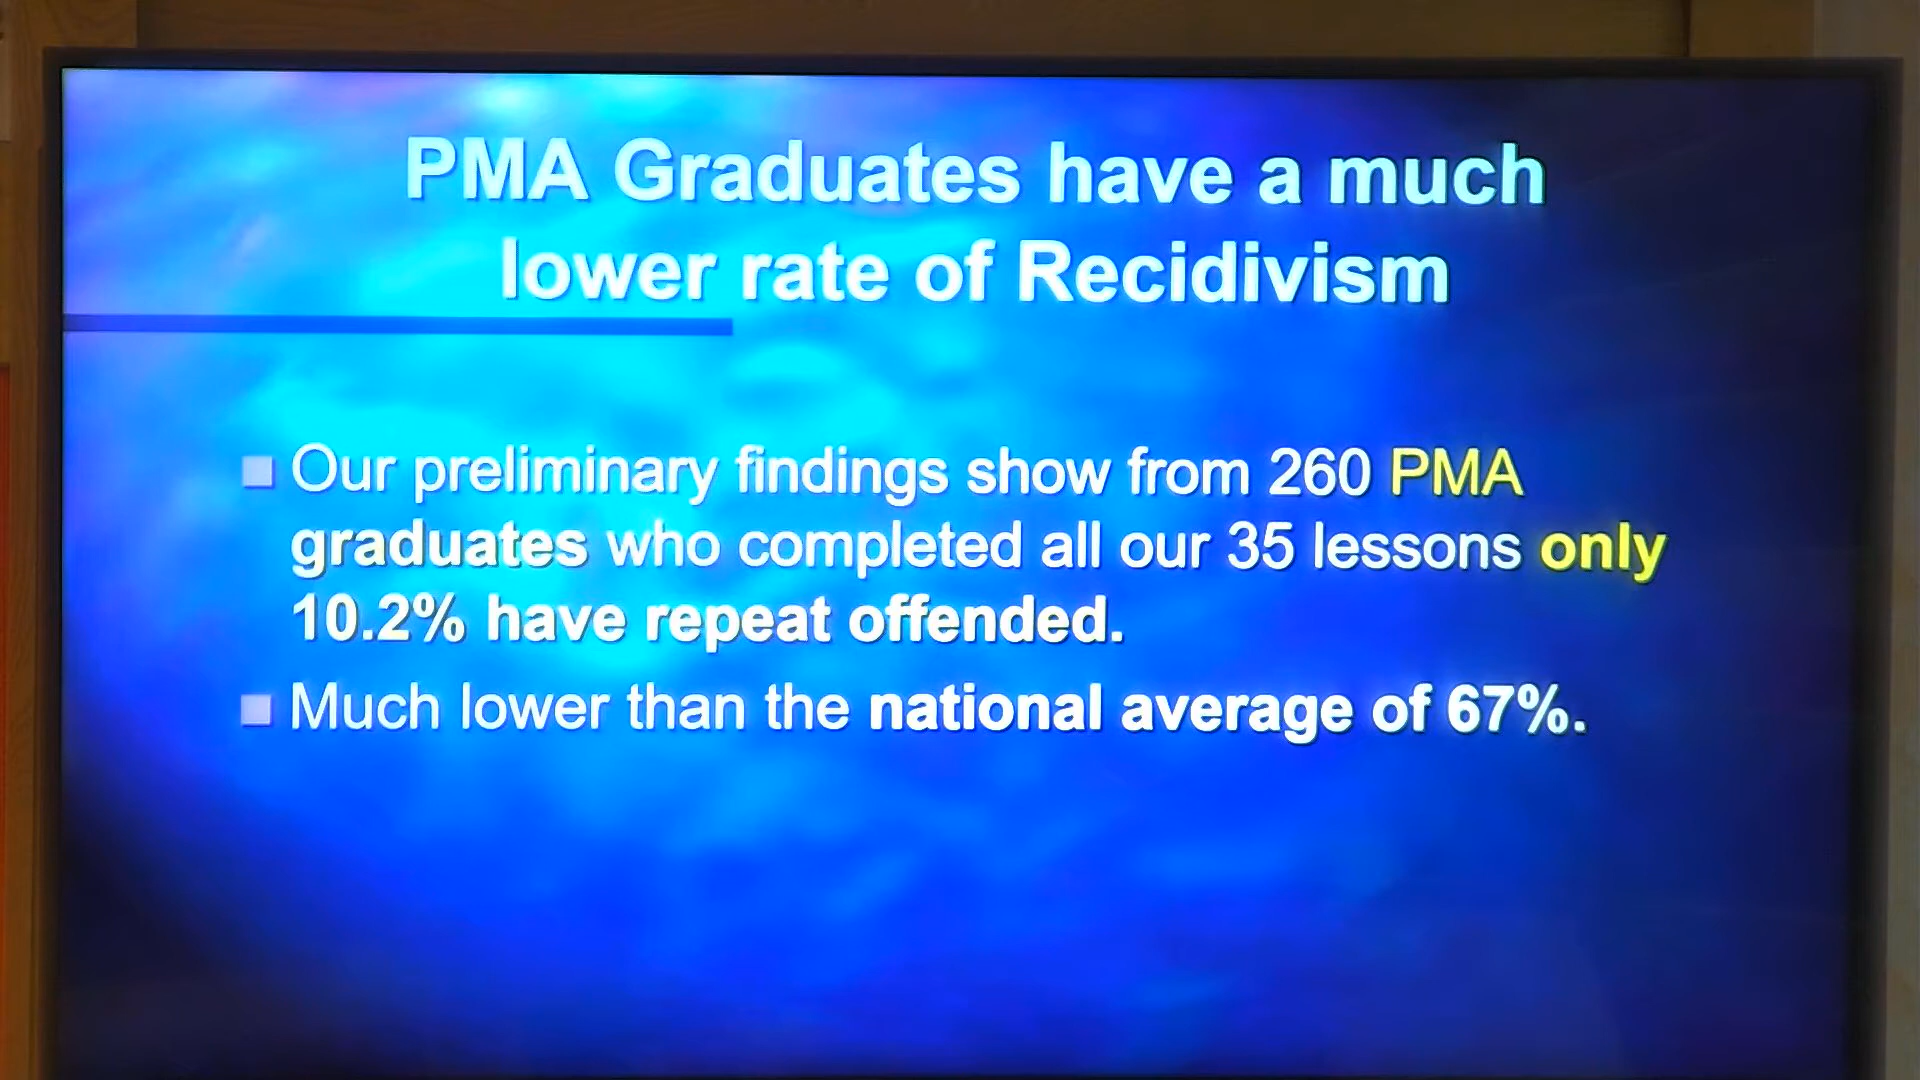 PMA Graduates have a much
lower rate of Recidivism
Our preliminary findings show from 260 PMA
graduates who completed all our 35 lessons only
10.2% have repeat offended.
Much lower than the national average of 67%.